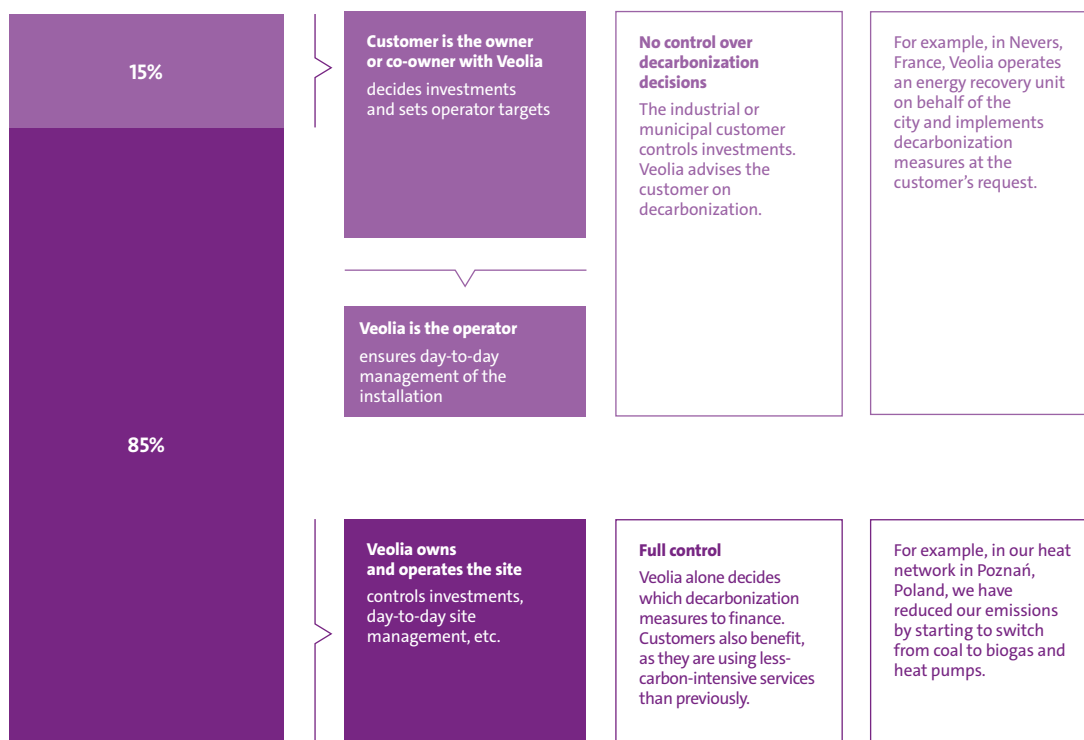 15%
Customer is the owner
or co-owner with Veolia
decides investments
and sets operator targets
No control over
decarbonization
decisions
The industrial or
municipal customer
controls investments.
Veolia advises the
customer on
decarbonization.
For example, in Nevers,
France, Veolia operates
an energy recovery unit
on behalf of the
city and implements
decarbonization
measures at the
customer’s request.
Veolia is the operator
ensures day-to-day
management of the
installation
85%
Veolia owns
and operates the site
controls investments,
day-to-day site
management, etc.
Full control
Veolia alone decides
which decarbonization
measures to finance.
Customers also benefit,
as they are using less-
carbon-intensive services
than previously.
For example, in our heat
network in Poznań,
Poland, we have
reduced our emissions
by starting to switch
from coal to biogas and
heat pumps.